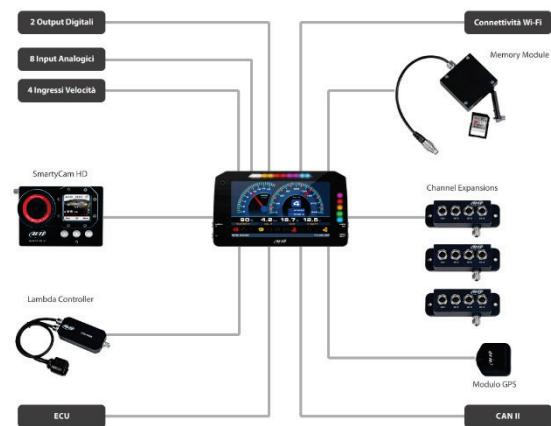 2 Output Digitali
8 Input Analogici
4 Ingressi Velocità
Connettività Wi-Fi
Memory Module
SmartyCam HD
Channel Expansions
Lambda Controller
Modulo GPS
ECU
CAN II
4